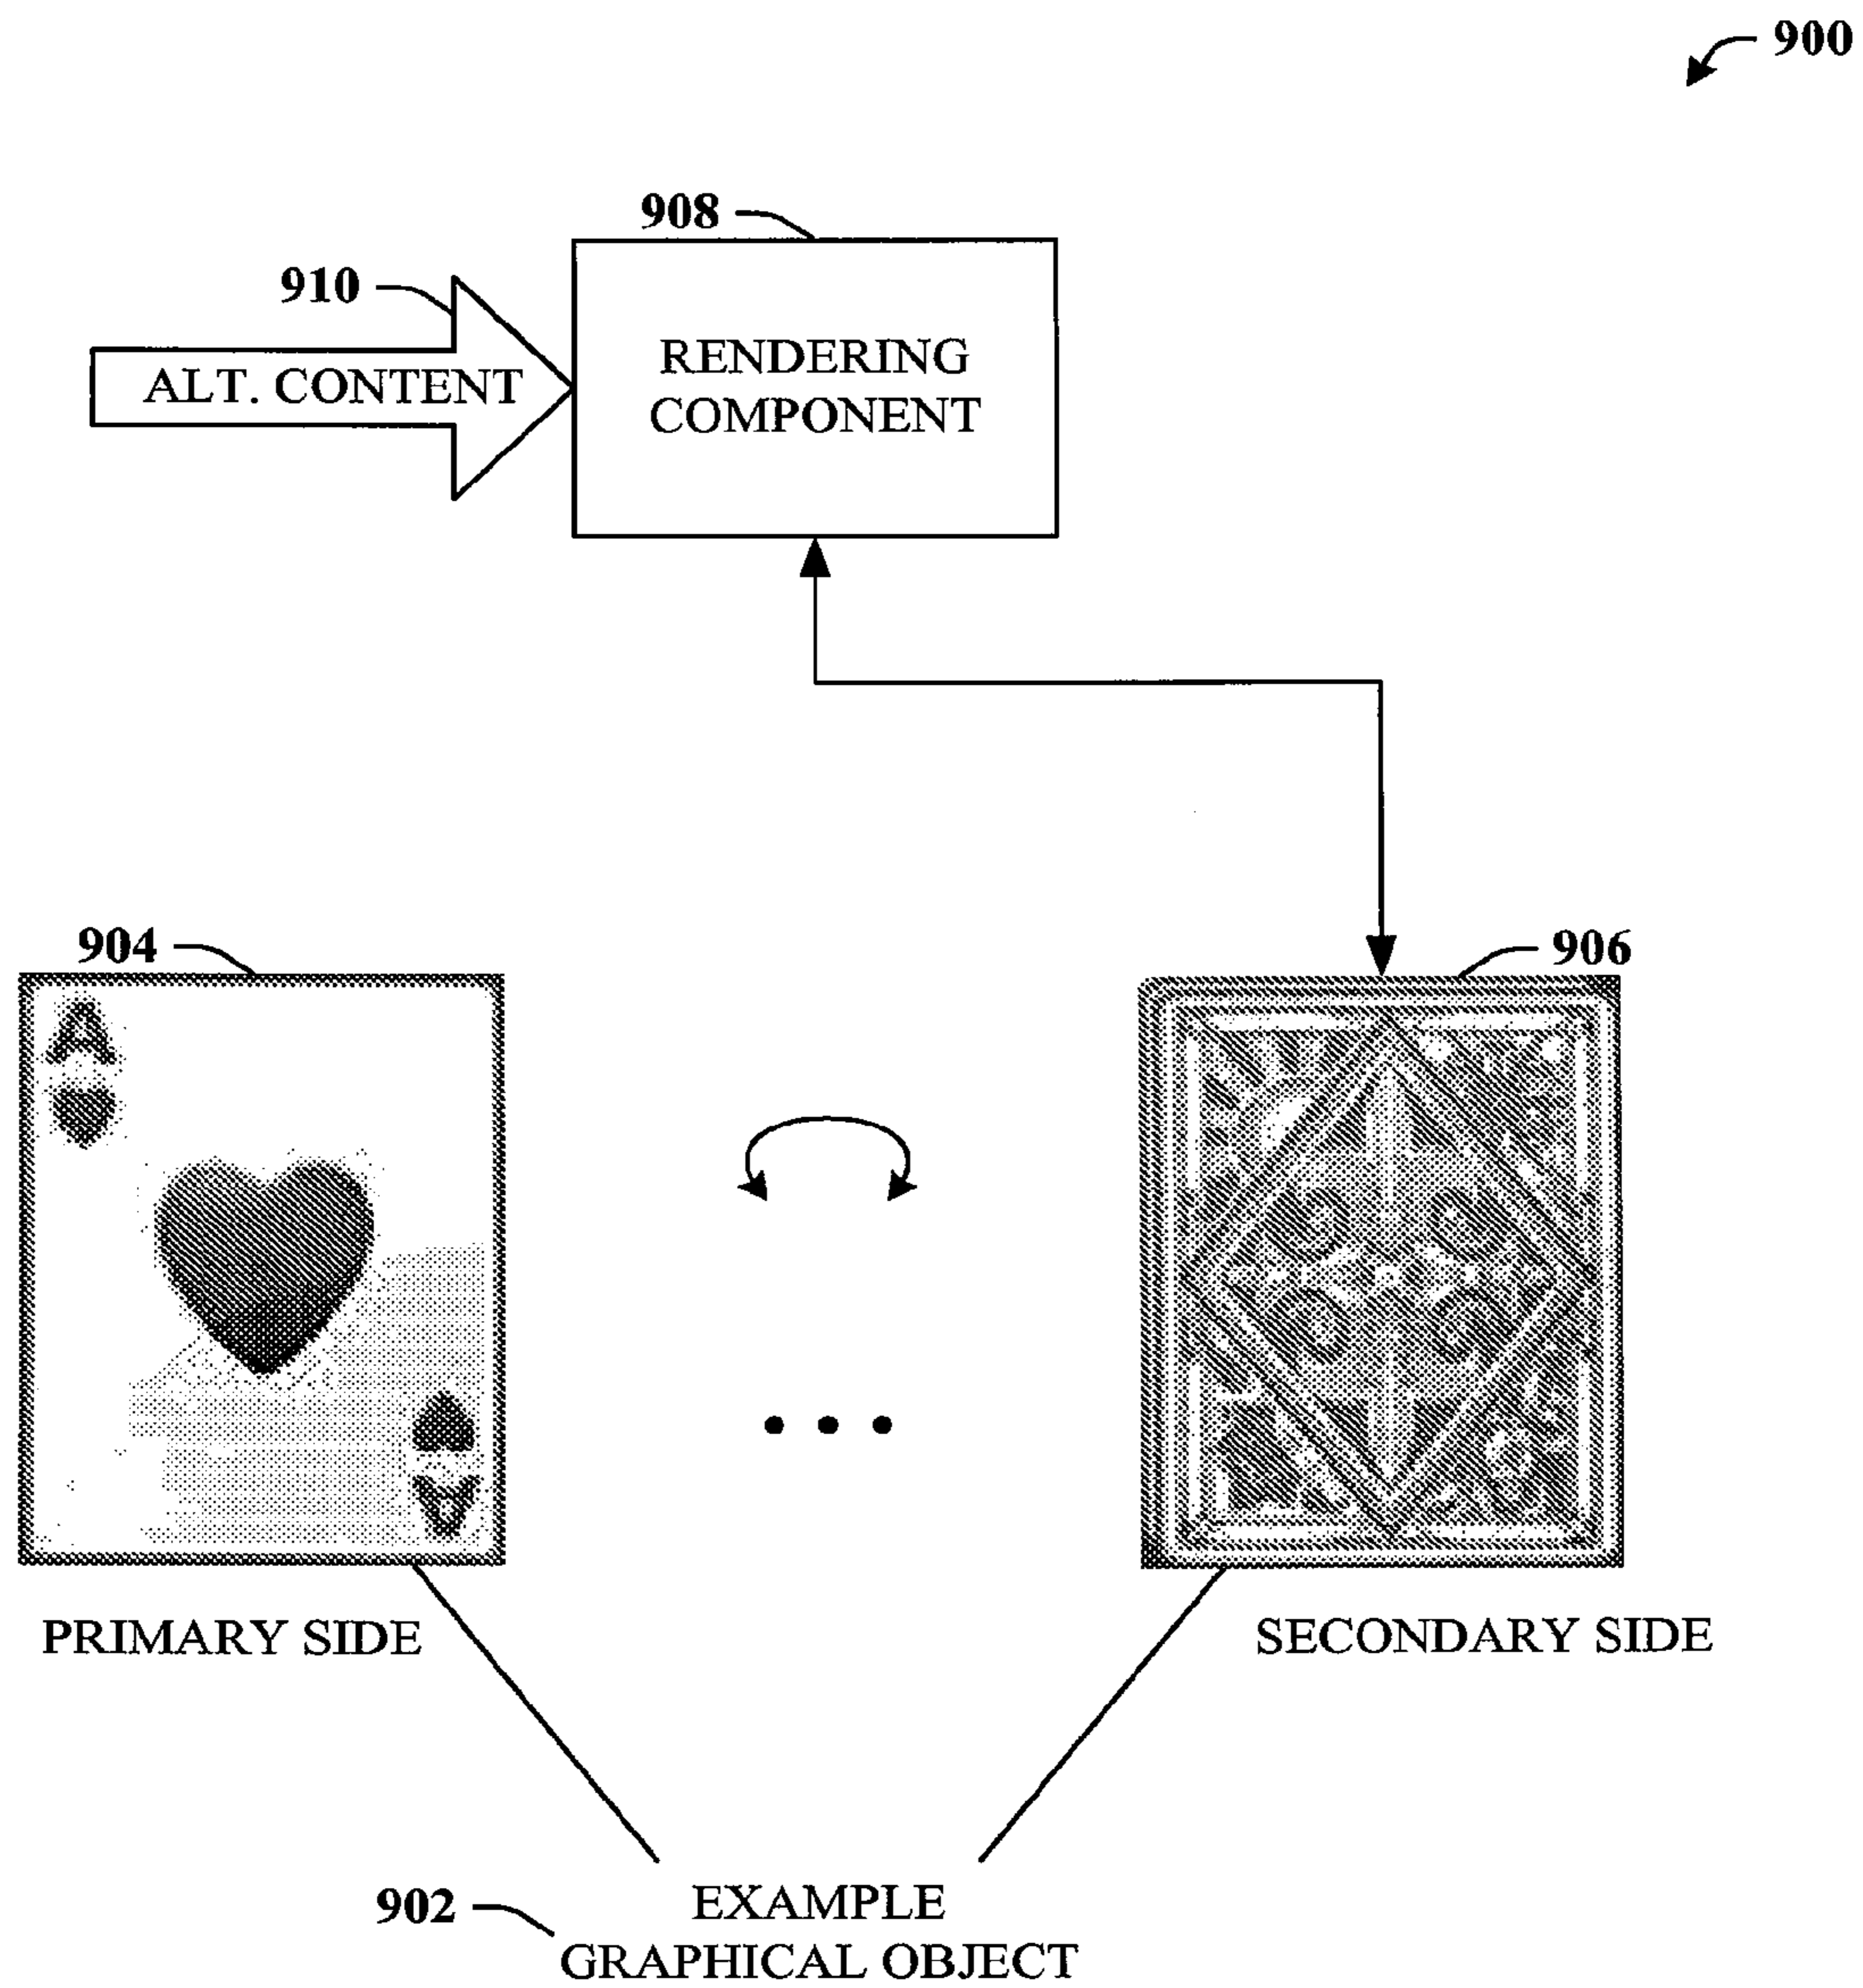 900
908
910
ALT. CONTENT
RENDERING
COMPONENT
904
906
A
A
PRIMARY SIDE
SECONDARY SIDE
902
EXAMPLE
GRAPHICAL OBJECT